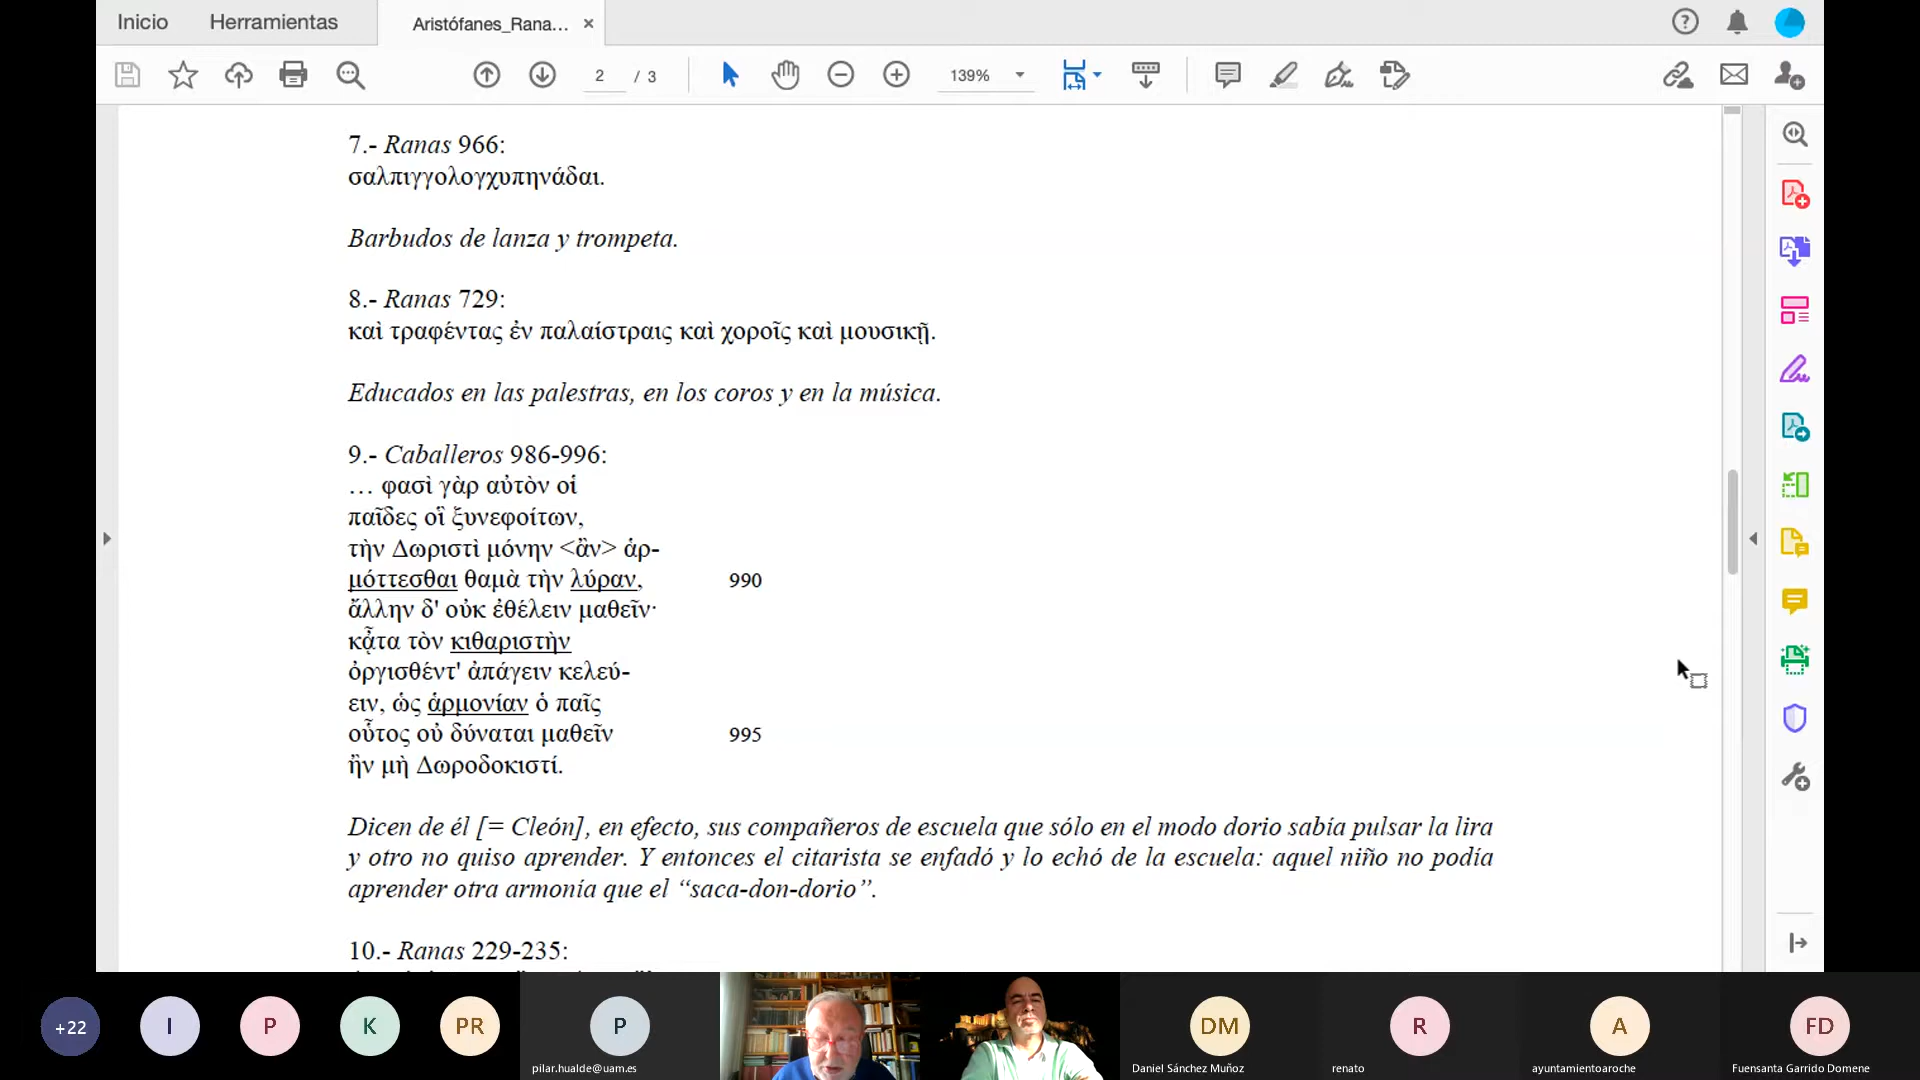 Inicio Herramientas Aristófanes_Rana... ×
2 / 3 139%
7.- Ranas 966:
σαλπιγγολογχυπηνάδαι.
Barbudos de lanza y trompeta.
8.- Ranas 729:
καὶ τραφέντας ἐν παλαίστραις καὶ χοροῖς καὶ μουσικῇ.
Educados en las palestras, en los coros y en la música.
9.- Caballeros 986-996:
… φασὶ γὰρ αὐτὸν οἱ
παῖδες οἳ ξυνεφοίτων,
τὴν Δωριστὶ μόνην <ἂν> ἁρ-
μόττεσθαι θαμὰ τὴν λύραν, 990
ἄλλην δ' οὐκ ἐθέλειν μαθεῖν·
κᾆτα τὸν κιθαριστὴν
ὀργισθέντ' ἀπάγειν κελεύ-
ειν, ὡς ἁρμονίαν ὁ παῖς
οὗτος οὐ δύναται μαθεῖν 995
ἢν μὴ Δωροδοκιστί.
Dicen de él [= Cleón], en efecto, sus compañeros de escuela que sólo en el modo dorio sabía pulsar la lira
y otro no quiso aprender. Y entonces el citarista se enfadó y lo echó de la escuela: aquel niño no podía
aprender otra armonía que el “saca-don-dorio”.
10.- Ranas 229-235:
+22 I P K PR P DM R A FD
pilar.hualde@uam.es Daniel Sánchez Muñoz renato ayuntamientoaroche Fuensanta Garrido Domene